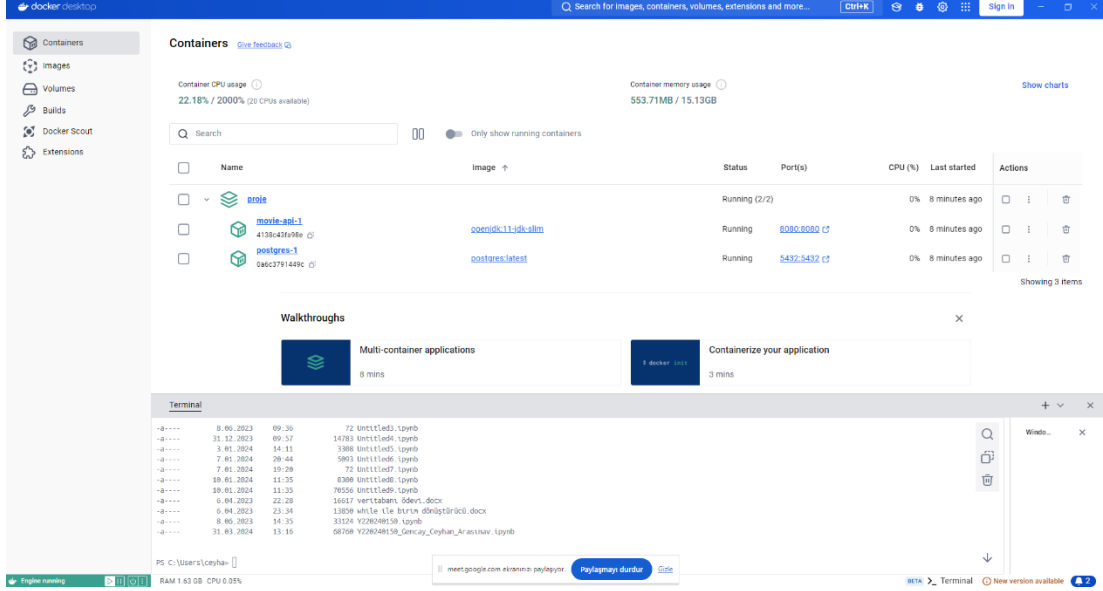 docker desktop
Search for images, containers, volumes, extensions and more...
Ctrl+K
Sign in
Containers
Images
Volumes
Builds
Docker Scout
Extensions
Containers
Give feedback
Container CPU usage
22.18% / 2000% (20 CPUs available)
Container memory usage
553.71MB / 15.13GB
Show charts
Search
Only show running containers
Name Image Status Port(s) CPU (%) Last started Actions
proje Running (2/2) 0% 8 minutes ago
movie-api-1
4138c43fa98e
openjdk:11-jdk-slim Running 8080:8080 0% 8 minutes ago
postgres-1
0a6c3791449c
postgres:latest Running 5432:5432 0% 8 minutes ago
Showing 3 items
Walkthroughs
Multi-container applications
8 mins
$ docker init
Containerize your application
3 mins
Terminal
Windo...
-a---- 8.06.2023 09:36 72 Untitled3.ipynb
-a---- 31.12.2023 09:57 14783 Untitled4.ipynb
-a---- 3.01.2024 14:11 3308 Untitled5.ipynb
-a---- 7.01.2024 20:44 5093 Untitled6.ipynb
-a---- 7.01.2024 19:20 72 Untitled7.ipynb
-a---- 10.01.2024 11:35 8300 Untitled8.ipynb
-a---- 10.01.2024 11:35 70556 Untitled9.ipynb
-a---- 6.04.2023 22:28 16617 veritabanı ödevi.docx
-a---- 6.04.2023 23:34 13850 while ile birim dönüştürücü.docx
-a---- 8.06.2023 14:35 33124 Y220240150.ipynb
-a---- 31.03.2024 13:16 68760 Y220240150_Gencay_Ceyhan_Arasınav.ipynb
PS C:\Users\ceyha>
meet.google.com ekranınızı paylaşıyor.
Paylaşmayı durdur
Gizle
Engine running
RAM 1.63 GB CPU 0.05%
BETA
Terminal
New version available
2